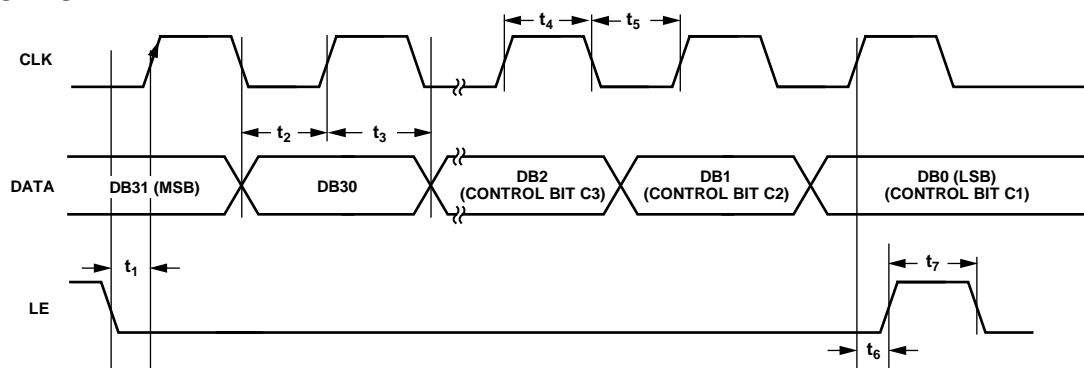 t4
t5
CLK
t2
t3
DATA
DB31 (MSB)
DB30
DB2
(CONTROL BIT C3)
DB1
(CONTROL BIT C2)
DB0 (LSB)
(CONTROL BIT C1)
t1
t7
LE
t6